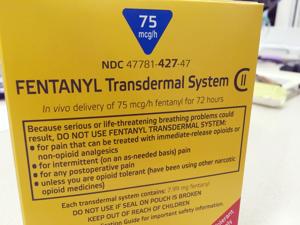 75
mcg/h
NDC 47781-427-47
FENTANYL Transdermal System CII
In vivo delivery of 75 mcg/h fentanyl for 72 hours
Because serious or life-threatening breathing problems could
result, DO NOT USE FENTANYL TRANSDERMAL SYSTEM:
• for pain that can be treated with immediate-release opioids or
non-opioid analgesics
• for intermittent (on an as-needed basis) pain
• for any postoperative pain
• unless you are opioid tolerant (have been using other narcotic
opioid medicines)
Each transdermal system contains: 7.99 mg fentanyl
DO NOT USE IF SEAL ON POUCH IS BROKEN
KEEP OUT OF REACH OF CHILDREN
Guide for important safety information.